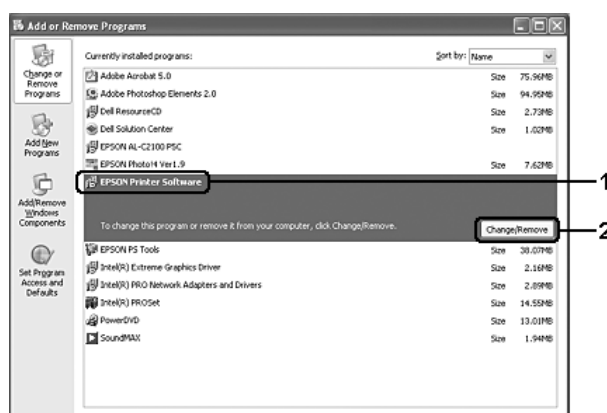 Add or Remove Programs
Change or
Remove
Programs
Add New
Programs
Add/Remove
Windows
Components
Set Program
Access and
Defaults
Currently installed programs: Sort by: Name
Adobe Acrobat 5.0 Size 75.96MB
Adobe Photoshop Elements 2.0 Size 94.95MB
Dell ResourceCD Size 2.73MB
Dell Solution Center Size 1.02MB
EPSON AL-C2100 PSC
EPSON Photo!4 Ver1.9 Size 7.62MB
EPSON Printer Software 1
To change this program or remove it from your computer, click Change/Remove. Change/Remove 2
EPSON PS Tools Size 38.07MB
Intel(R) Extreme Graphics Driver Size 2.16MB
Intel(R) PRO Network Adapters and Drivers Size 2.89MB
Intel(R) PROSet Size 14.55MB
PowerDVD Size 13.01MB
SoundMAX Size 1.94MB